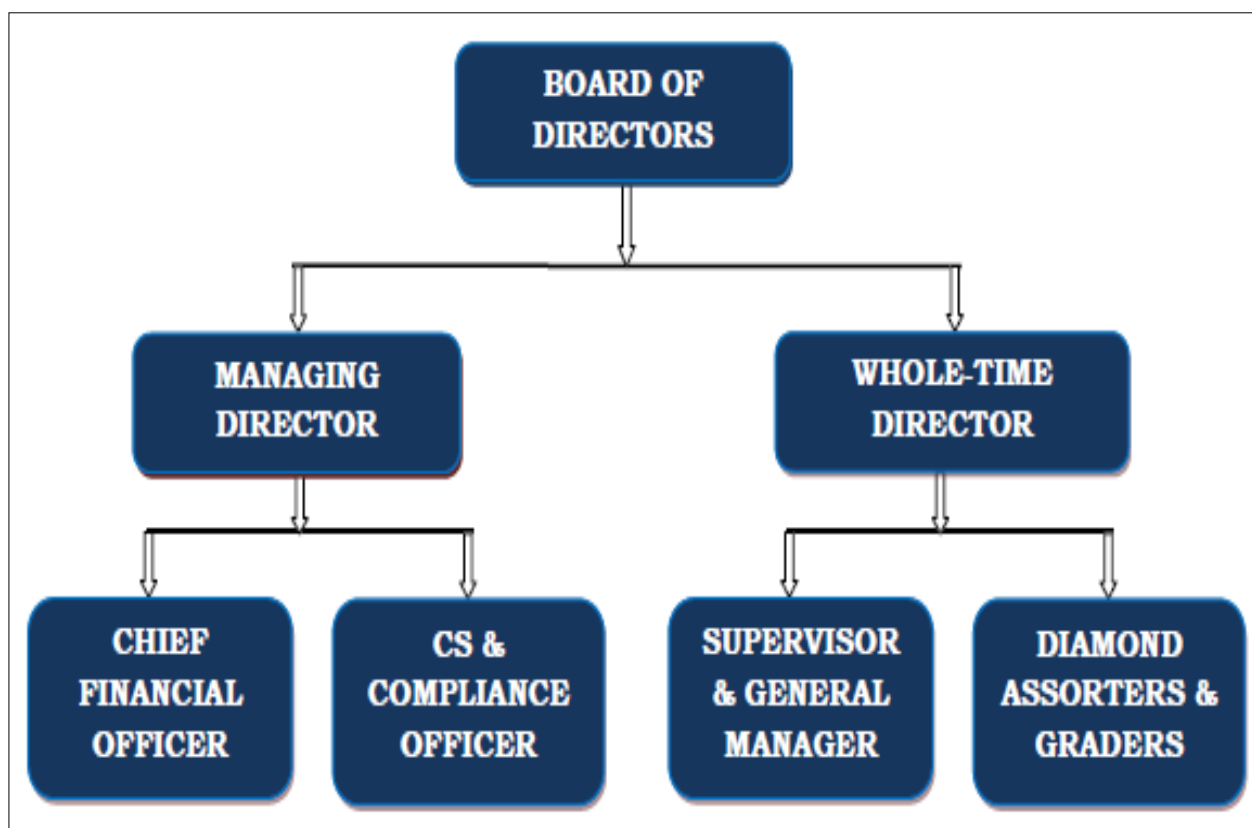 BOARD OF
DIRECTORS
MANAGING
DIRECTOR
WHOLE-TIME
DIRECTOR
CHIEF
FINANCIAL
OFFICER
CS &
COMPLIANCE
OFFICER
SUPERVISOR
& GENERAL
MANAGER
DIAMOND
ASSORTERS &
GRADERS